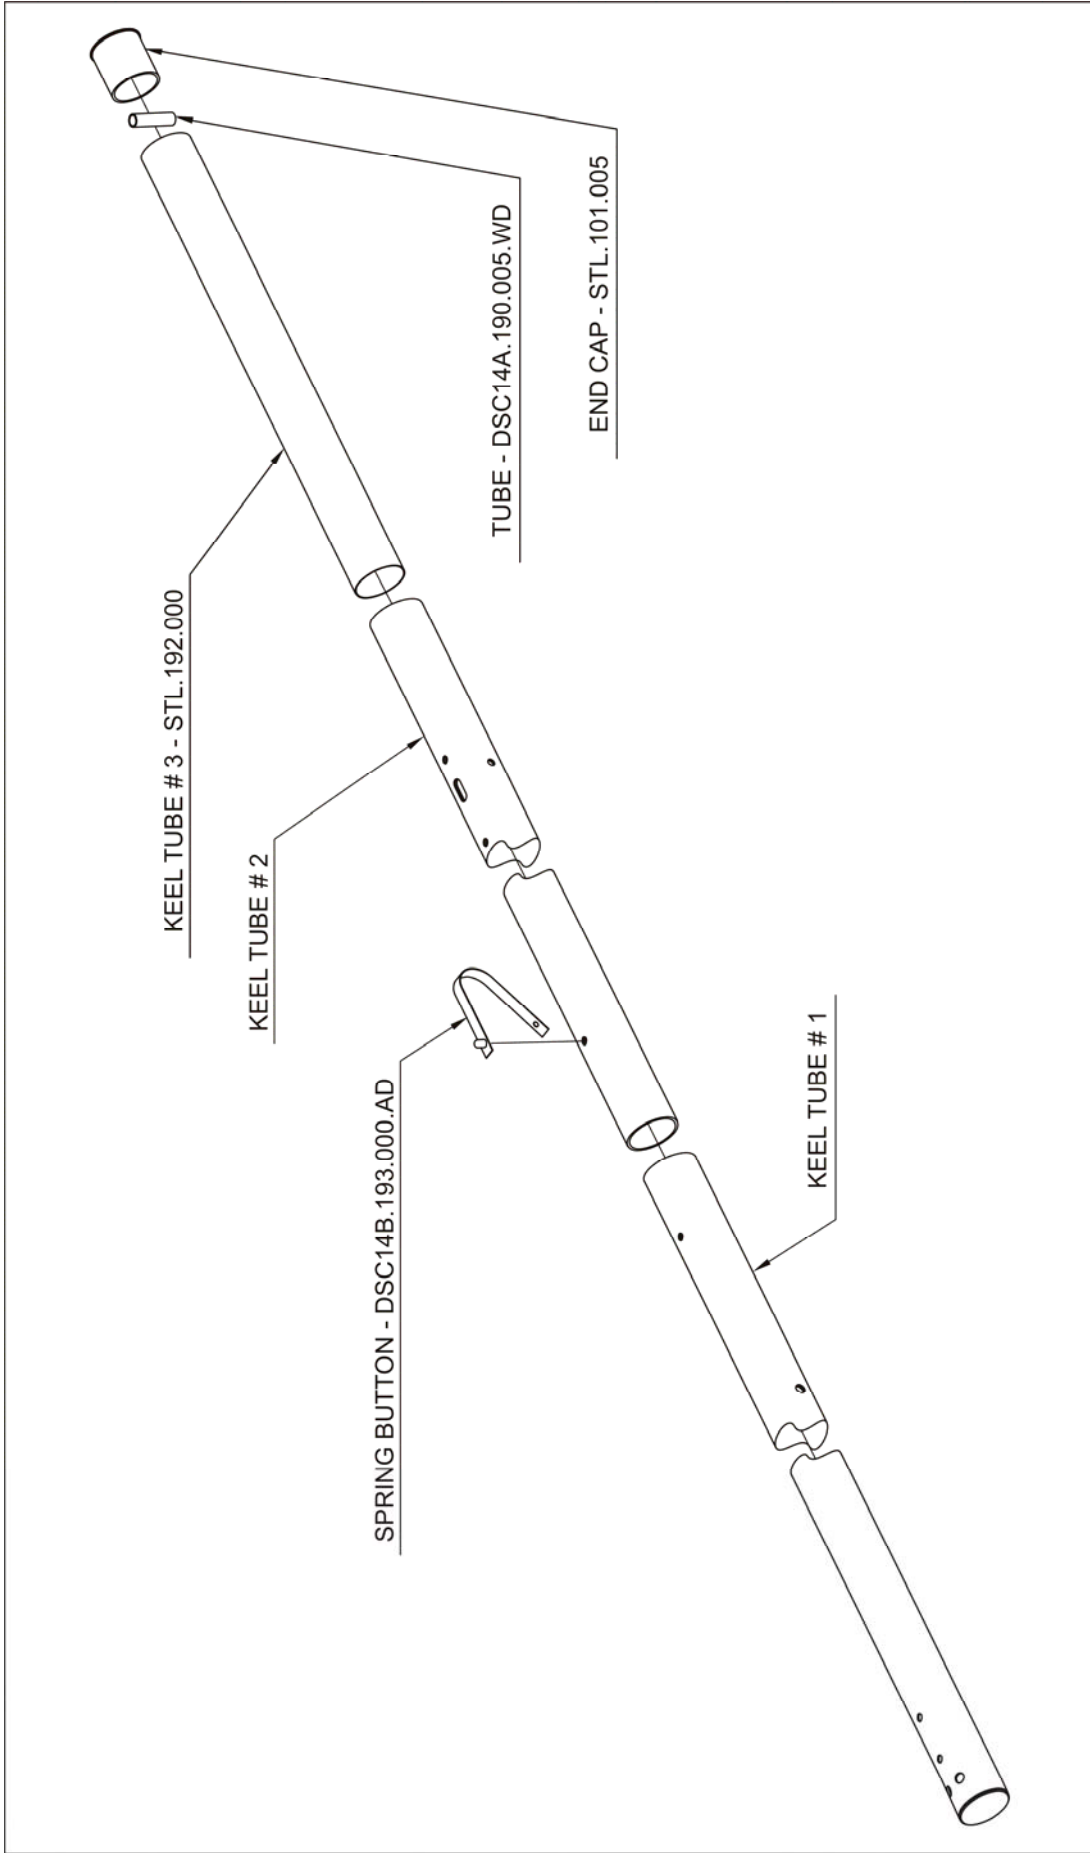 KEEL TUBE # 3 - STL.192.000
KEEL TUBE # 2
SPRING BUTTON - DSC14B.193.000.AD
TUBE - DSC14A.190.005.WD
END CAP - STL.101.005
KEEL TUBE # 1